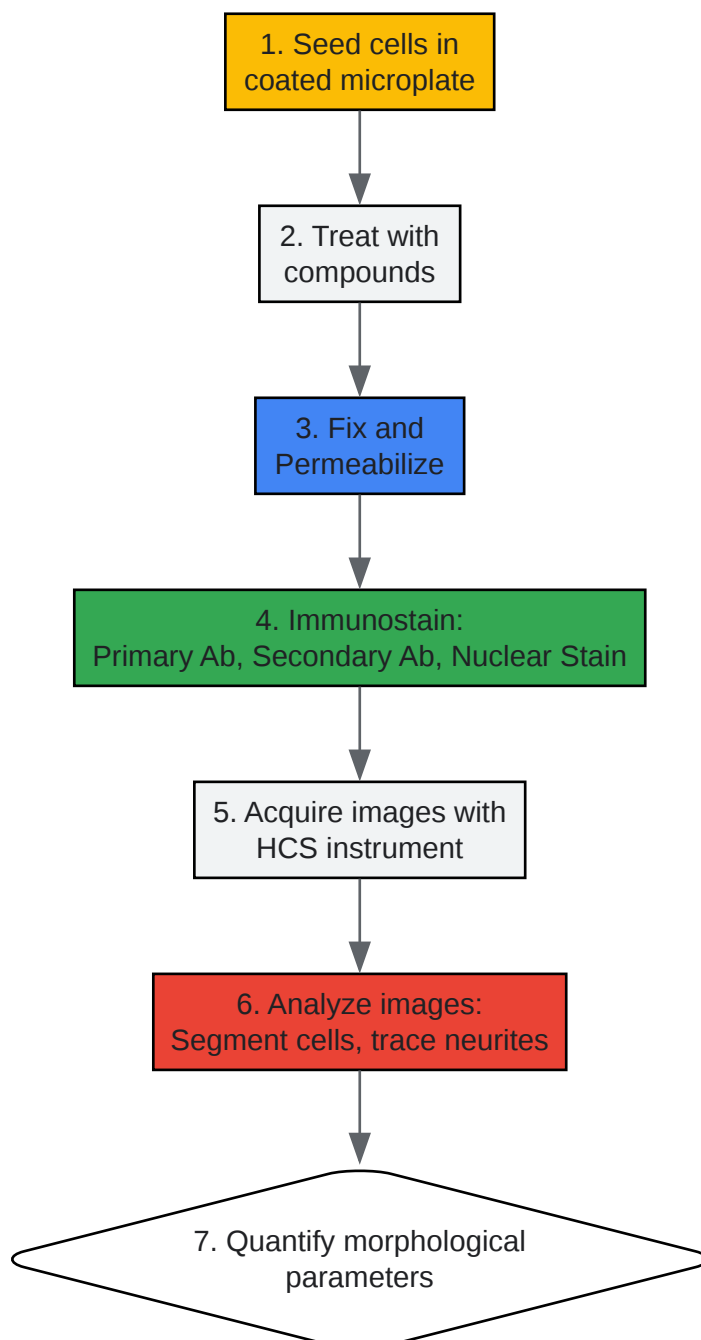 1. Seed cells in
coated microplate
2. Treat with
compounds
3. Fix and
Permeabilize
4. Immunostain:
Primary Ab, Secondary Ab, Nuclear Stain
5. Acquire images with
HCS instrument
6. Analyze images:
Segment cells, trace neurites
7. Quantify morphological
parameters